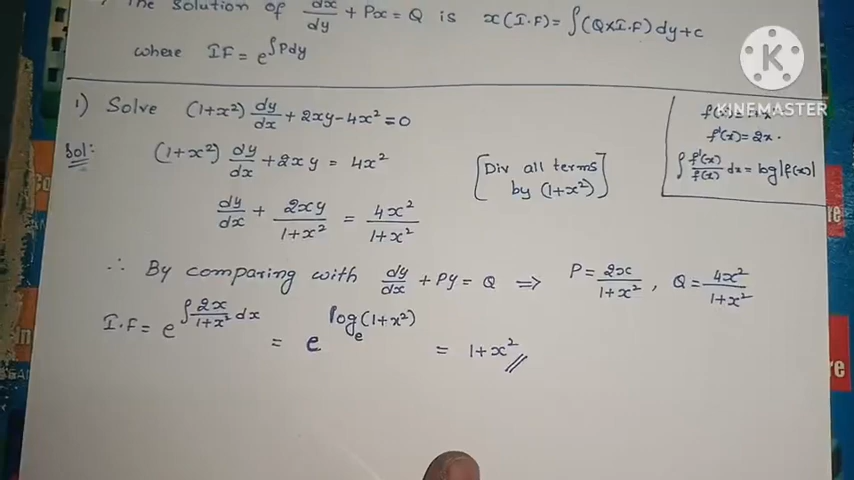 The solution of dx/dy + Px = Q is x(I.F) = ∫(Q×I.F) dy+c
where IF = e^∫Pdy
K
KINEMASTER
1) Solve (1+x²) dy/dx + 2xy-4x² = 0
f'(x) = 2x.
∫ f'(x)/f(x) dx = log|f(x)|
Sol: (1+x²) dy/dx + 2xy = 4x²
[Div all terms
by (1+x²)]
dy/dx + 2xy/1+x² = 4x²/1+x²
∴ By comparing with dy/dx + Py = Q ⇒ P = 2x/1+x², Q = 4x²/1+x²
I.F = e^∫2x/1+x² dx = e^logₑ(1+x²) = 1+x² //